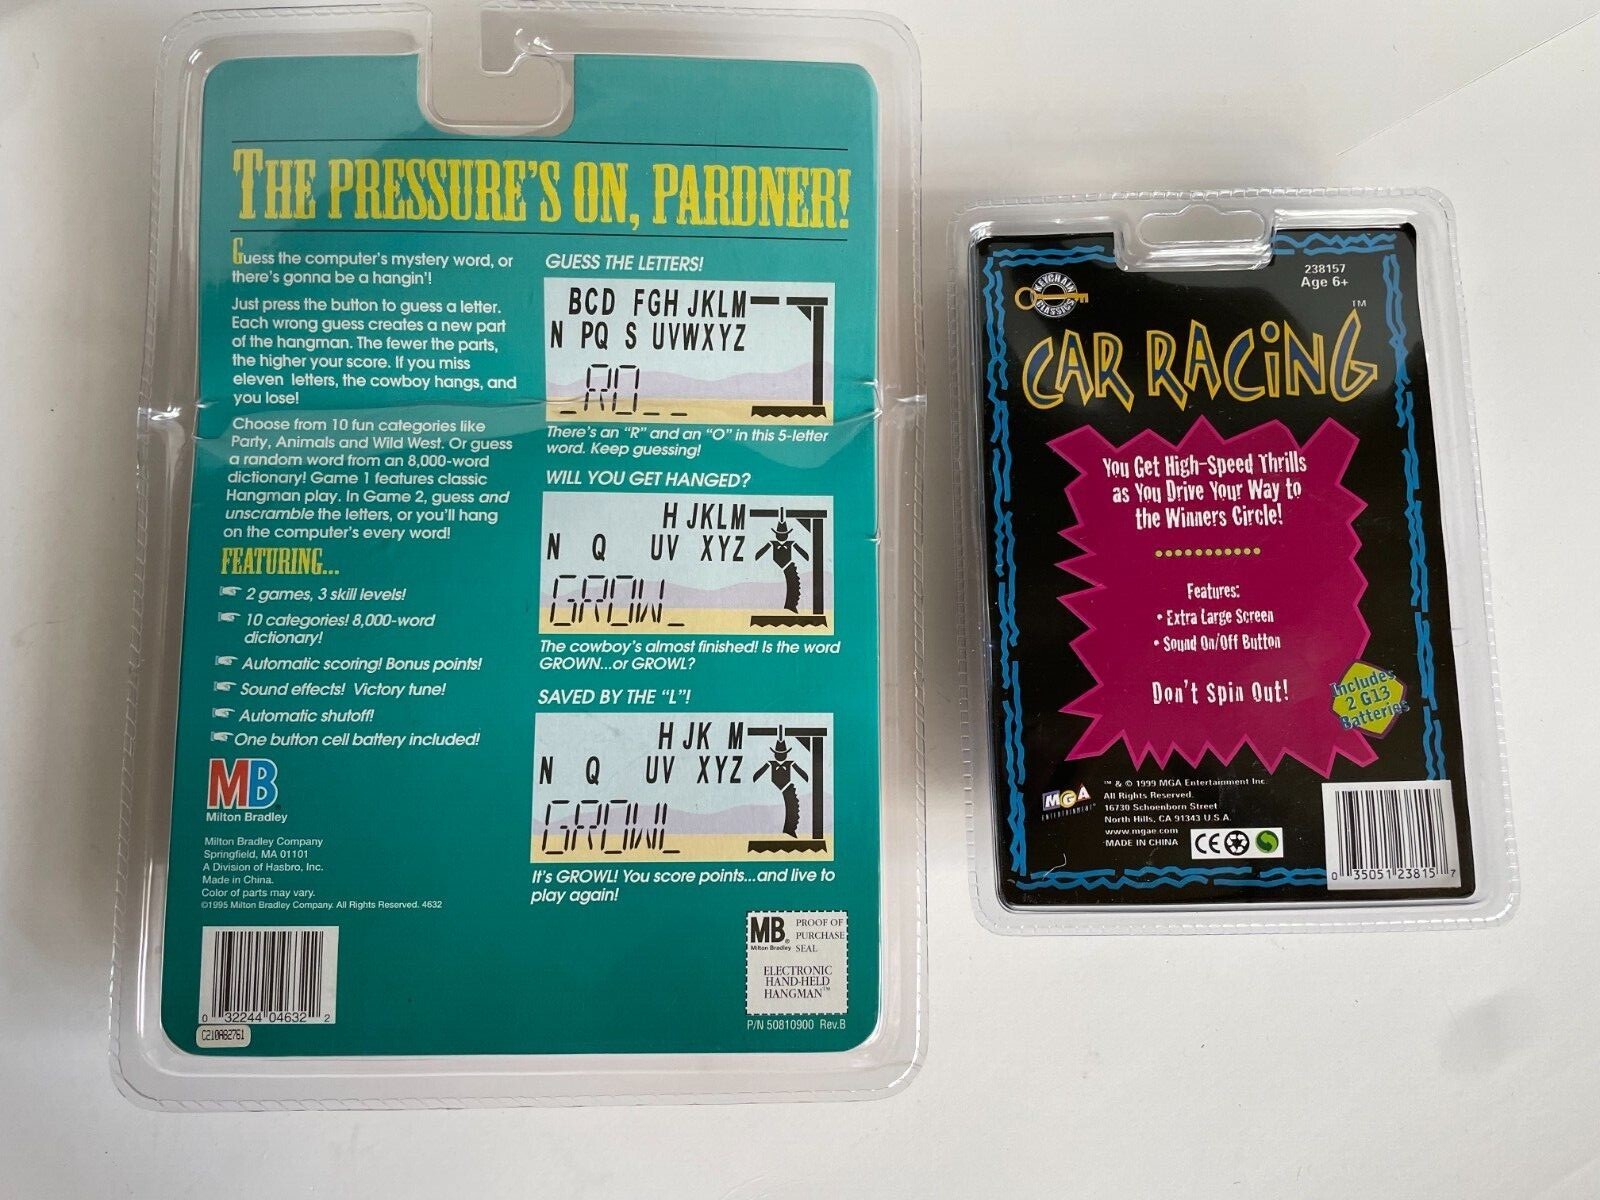 THE PRESSURE'S ON, PARDNER!
Guess the computer's mystery word, or
there's gonna be a hangin'!
Just press the button to guess a letter.
Each wrong guess creates a new part
of the hangman. The fewer the parts,
the higher your score. If you miss
eleven letters, the cowboy hangs, and
you lose!
Choose from 10 fun categories like
Party, Animals and Wild West. Or guess
a random word from an 8,000-word
dictionary! Game 1 features classic
Hangman play. In Game 2, guess and
unscramble the letters, or you'll hang
on the computer's every word!
FEATURING...
2 games, 3 skill levels!
10 categories! 8,000-word
dictionary!
Automatic scoring! Bonus points!
Sound effects! Victory tune!
Automatic shutoff!
One button cell battery included!
MB
Milton Bradley
Milton Bradley Company
Springfield, MA 01101
A Division of Hasbro, Inc.
Made in China.
Color of parts may vary.
©1995 Milton Bradley Company. All Rights Reserved. 4632
0 32244 04632 2
C210A82761
GUESS THE LETTERS!
BCD FGH JKLM
N PQ S UVWXYZ
_RO_ _
There's an "R" and an "O" in this 5-letter
word. Keep guessing!
WILL YOU GET HANGED?
H JKLM
N Q UV XYZ
GROW_
The cowboy's almost finished! Is the word
GROWN...or GROWL?
SAVED BY THE "L"!
H JK M
N Q UV XYZ
GROWL
It's GROWL! You score points...and live to
play again!
MB®
Milton Bradley
PROOF OF
PURCHASE
SEAL
ELECTRONIC
HAND-HELD
HANGMAN™
P/N 50810900 Rev.B
KEYCHAIN
CLASSICS
238157
Age 6+
CAR RACING™
You Get High-Speed Thrills
as You Drive Your Way to
the Winners Circle!
Features:
• Extra Large Screen
• Sound On/Off Button
Don't Spin Out!
Includes
2 G13
Batteries
MGA
ENTERTAINMENT
™ & © 1999 MGA Entertainment Inc.
All Rights Reserved.
16730 Schoenborn Street
North Hills, CA 91343 U.S.A.
www.mgae.com
MADE IN CHINA
CE
0 35051 23815 7